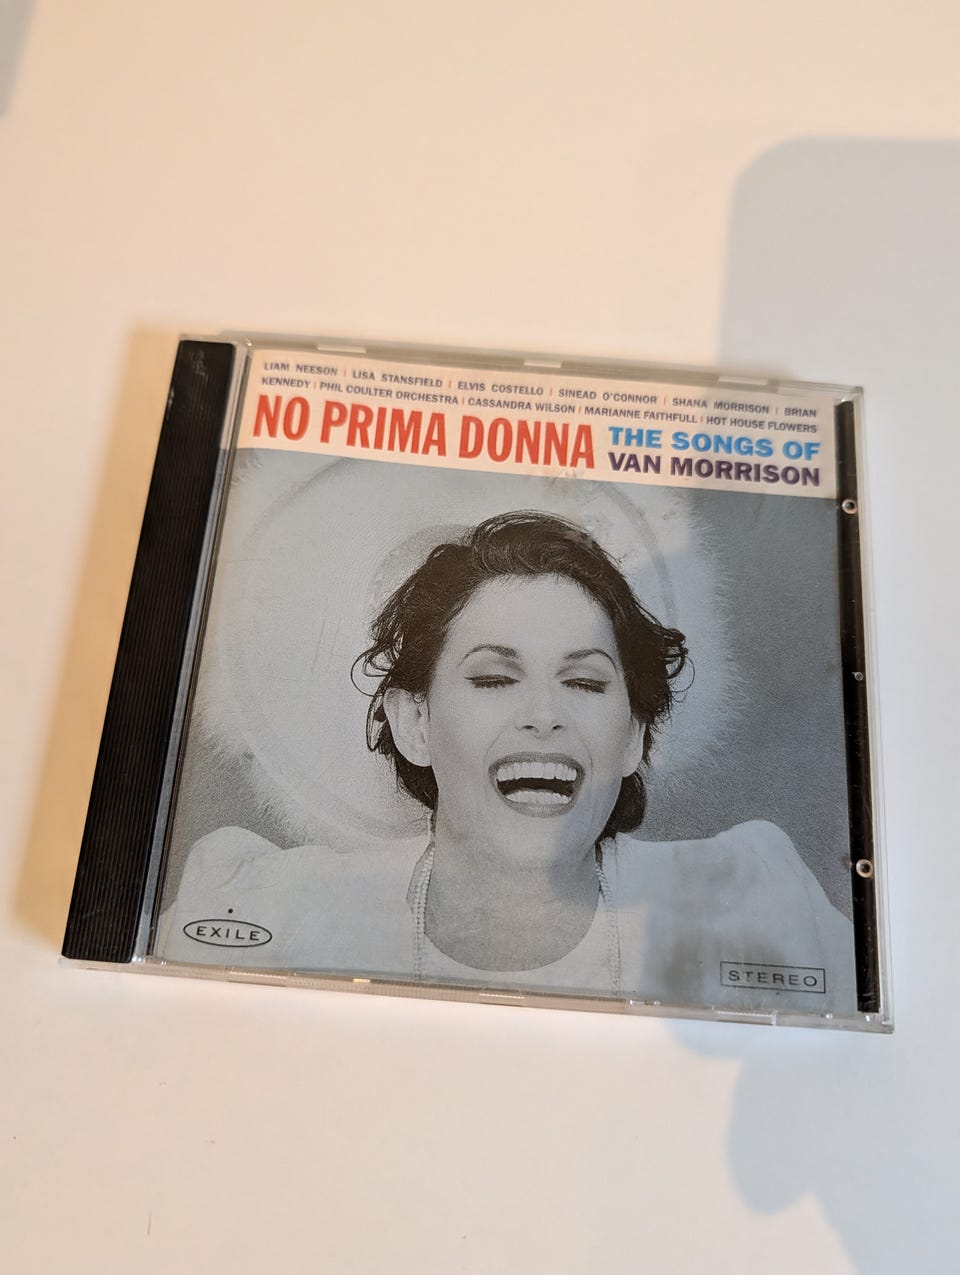 LIAM NEESON | LISA STANSFIELD | ELVIS COSTELLO | SINEAD O'CONNOR | SHANA MORRISON | BRIAN
KENNEDY | PHIL COULTER ORCHESTRA | CASSANDRA WILSON | MARIANNE FAITHFULL | HOT HOUSE FLOWERS
NO PRIMA DONNA
THE SONGS OF
VAN MORRISON
EXILE
STEREO